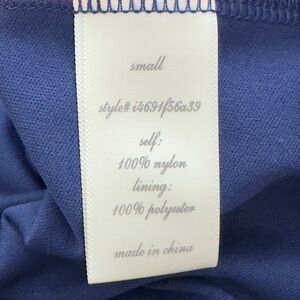 small
style# i4691f56a39
self:
100% nylon
lining:
100% polyester
made in china